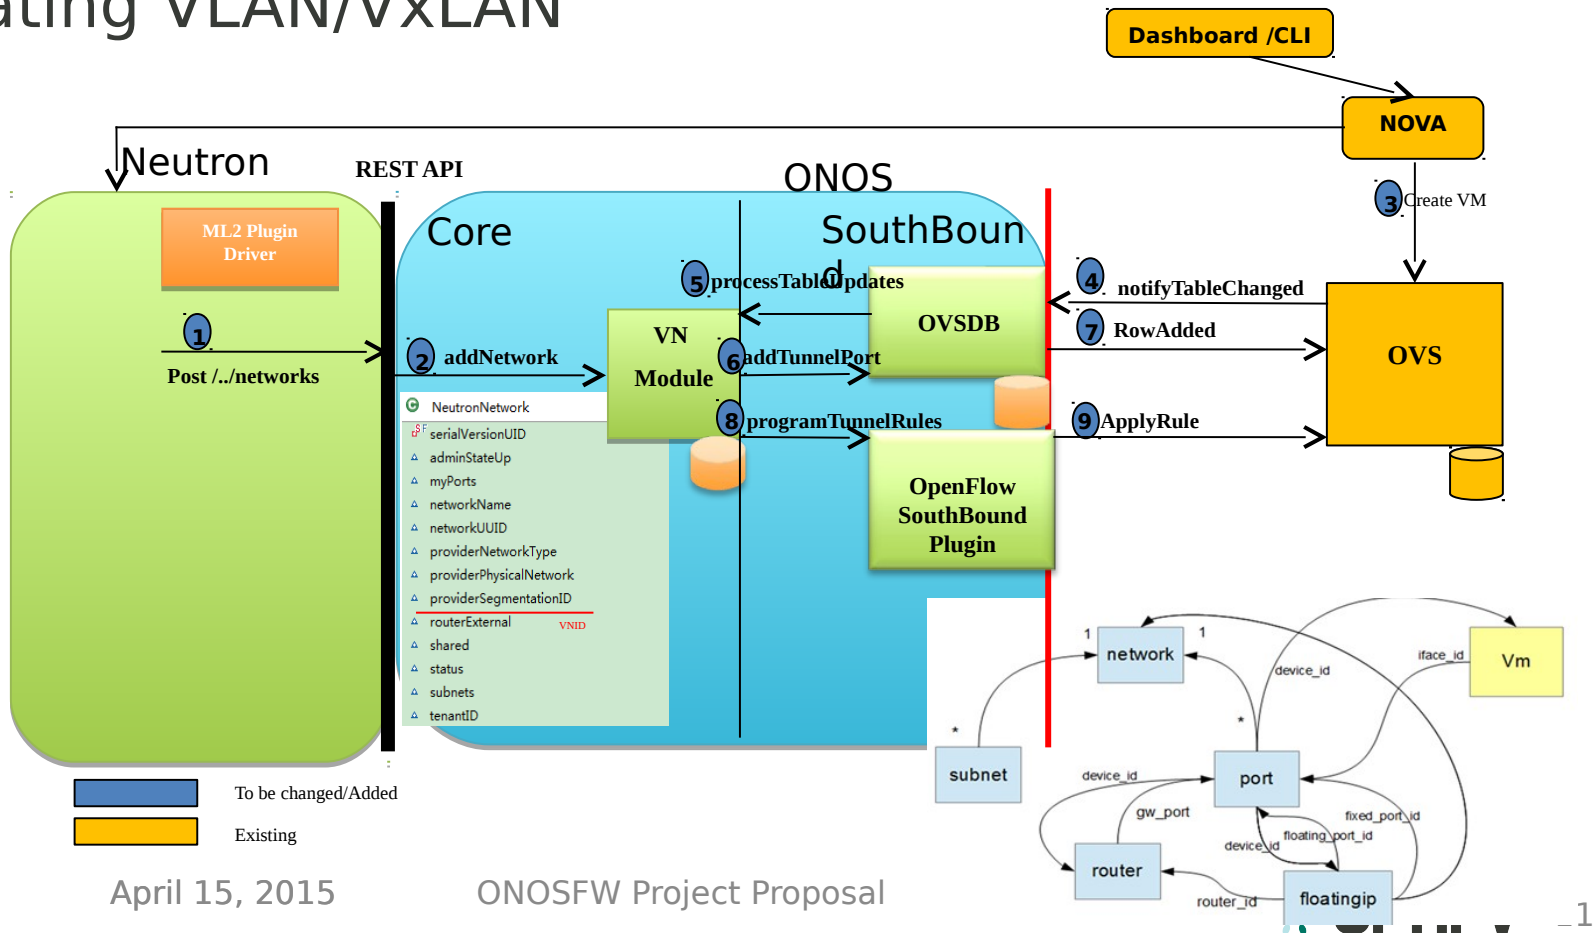 ating VLAN/VxLAN
Dashboard /CLI
NOVA
Neutron
REST API
ONOS
3
Create VM
ML2 Plugin
Driver
Core
SouthBoun
d
5
processTableUpdates
4
notifyTableChanged
1
VN
Module
OVSDB
7
RowAdded
OVS
2
addNetwork
6
addTunnelPort
Post /../networks
8
programTunnelRules
9
ApplyRule
NeutronNetwork
serialVersionUID
adminStateUp
myPorts
networkName
networkUUID
providerNetworkType
providerPhysicalNetwork
providerSegmentationID
routerExternal
VNID
shared
status
subnets
tenantID
OpenFlow
SouthBound
Plugin
1
1
network
device_id
iface_id
Vm
*
*
subnet
device_id
port
gw_port
fixed_port_id
floating_port_id
device_id
router
router_id
floatingip
To be changed/Added
Existing
April 15, 2015
ONOSFW Project Proposal